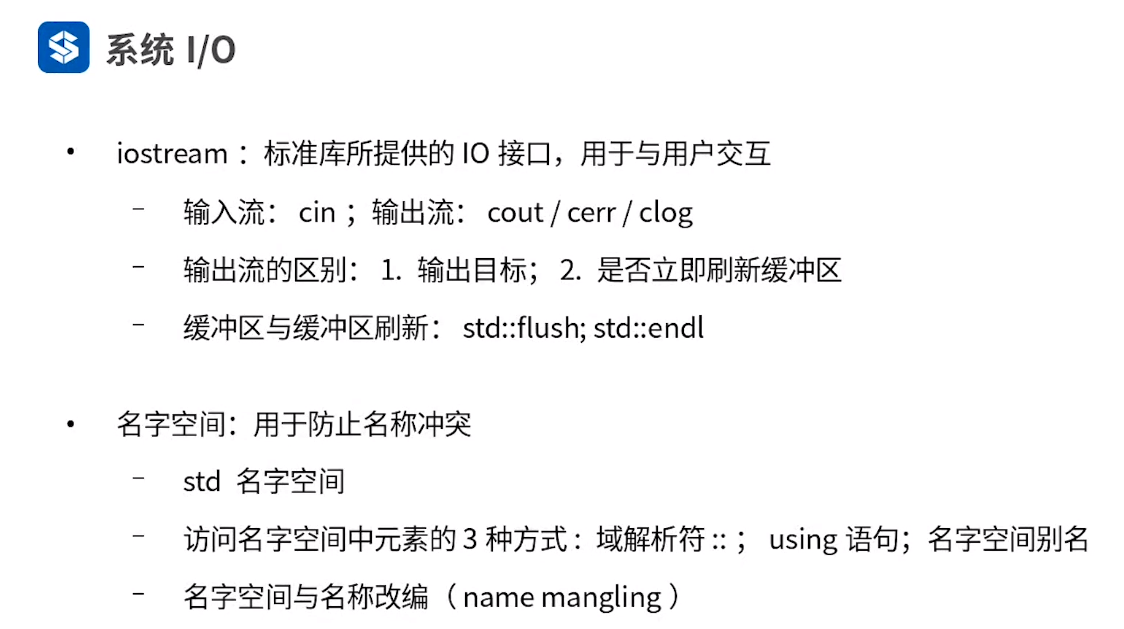 系统 I/O
• iostream ：标准库所提供的 IO 接口，用于与用户交互
– 输入流： cin ；输出流： cout / cerr / clog
– 输出流的区别： 1. 输出目标； 2. 是否立即刷新缓冲区
– 缓冲区与缓冲区刷新： std::flush; std::endl
• 名字空间：用于防止名称冲突
– std 名字空间
– 访问名字空间中元素的 3 种方式 : 域解析符 :: ； using 语句；名字空间别名
– 名字空间与名称改编（ name mangling ）